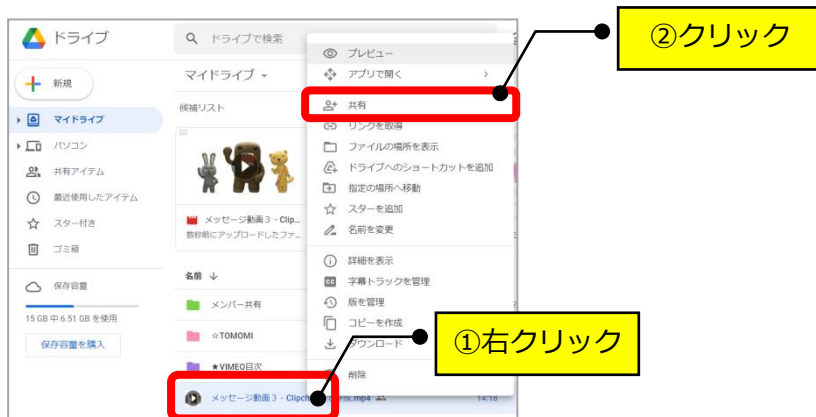 ドライブ
ドライブで検索
②クリック
新規
マイドライブ
候補リスト
マイドライブ
パソコン
共有アイテム
最近使用したアイテム
スター付き
ゴミ箱
保存容量
15 GB 中 6.51 GB を使用
保存容量を購入
メッセージ動画３ - Clip...
数秒前にアップロードしたファ...
名前 ↓
メンバー共有
☆TOMOMI
★VIMEO目次
メッセージ動画３ - Clipch
.mp4
14:18
プレビュー
アプリで開く
共有
リンクを取得
ファイルの場所を表示
ドライブへのショートカットを追加
指定の場所へ移動
スターを追加
名前を変更
詳細を表示
CC 字幕トラックを管理
版を管理
コピーを作成
ダウンロード
削除
①右クリック